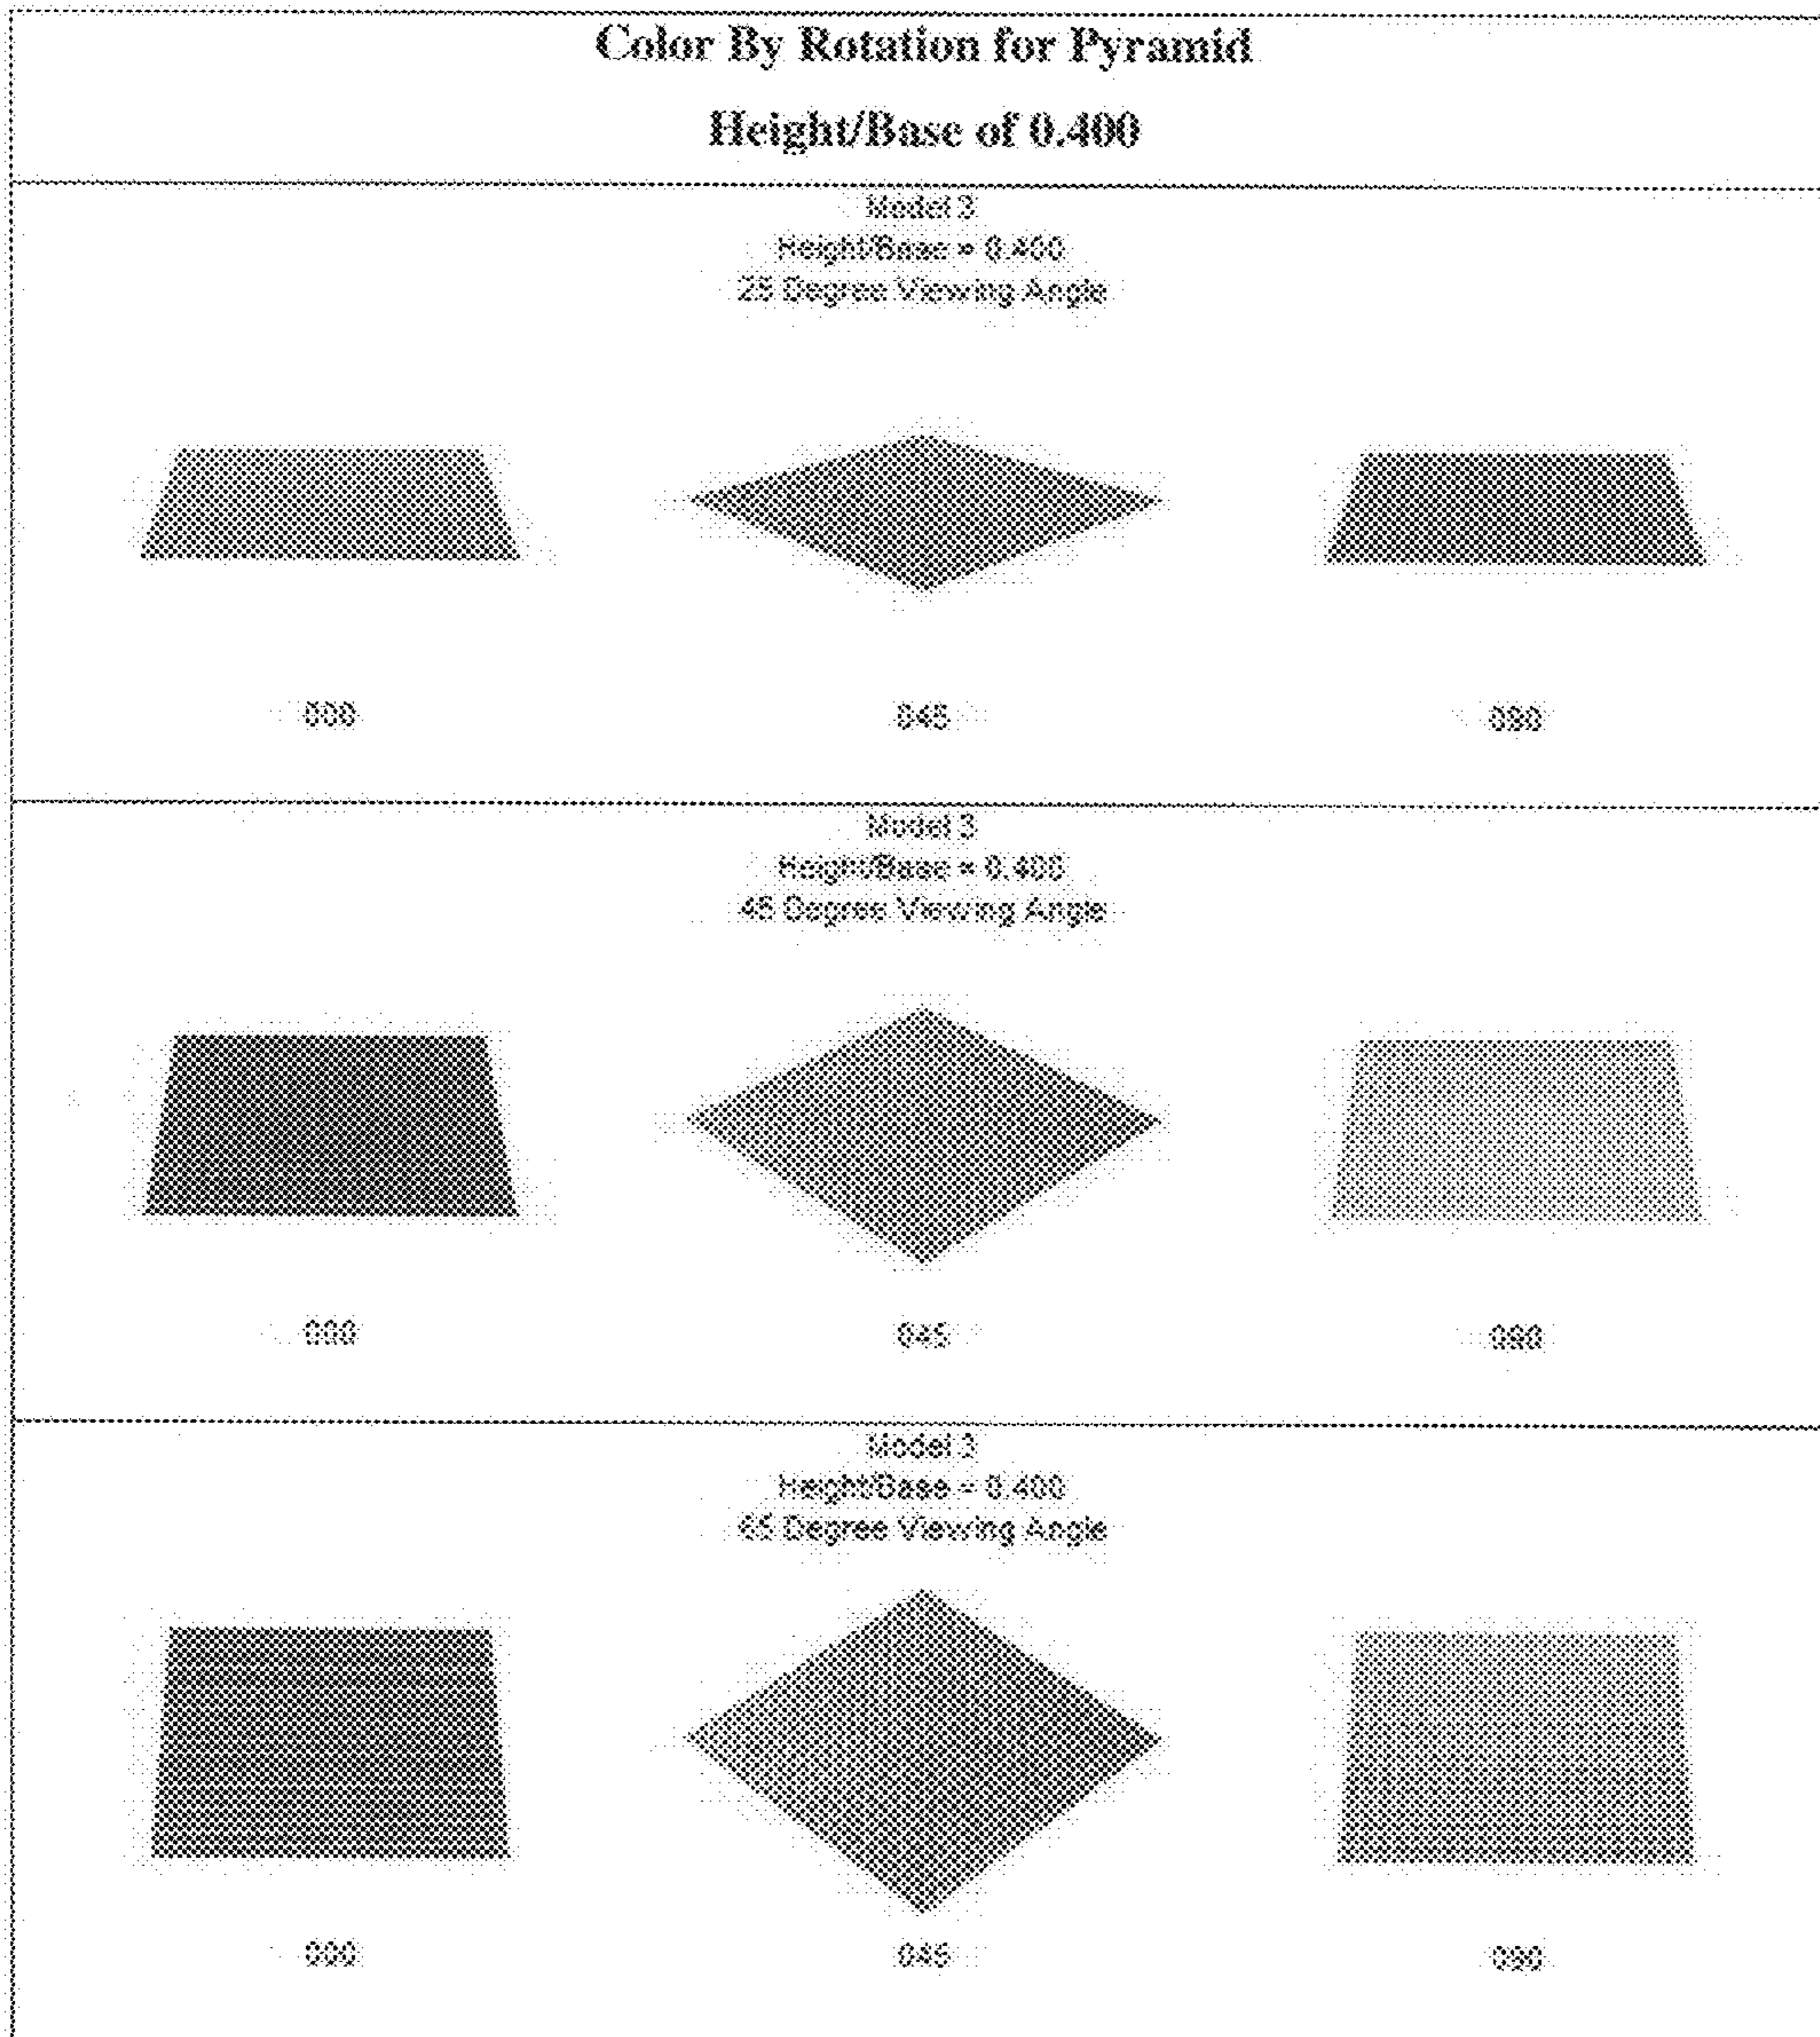 Color By Rotation for Pyramid
Height/Base of 0.400
Model 3
Height/Base = 0.400
25 Degree Viewing Angle
000
045
090
Model 3
Height/Base = 0.400
45 Degree Viewing Angle
000
045
090
Model 3
Height/Base = 0.400
65 Degree Viewing Angle
000
045
090